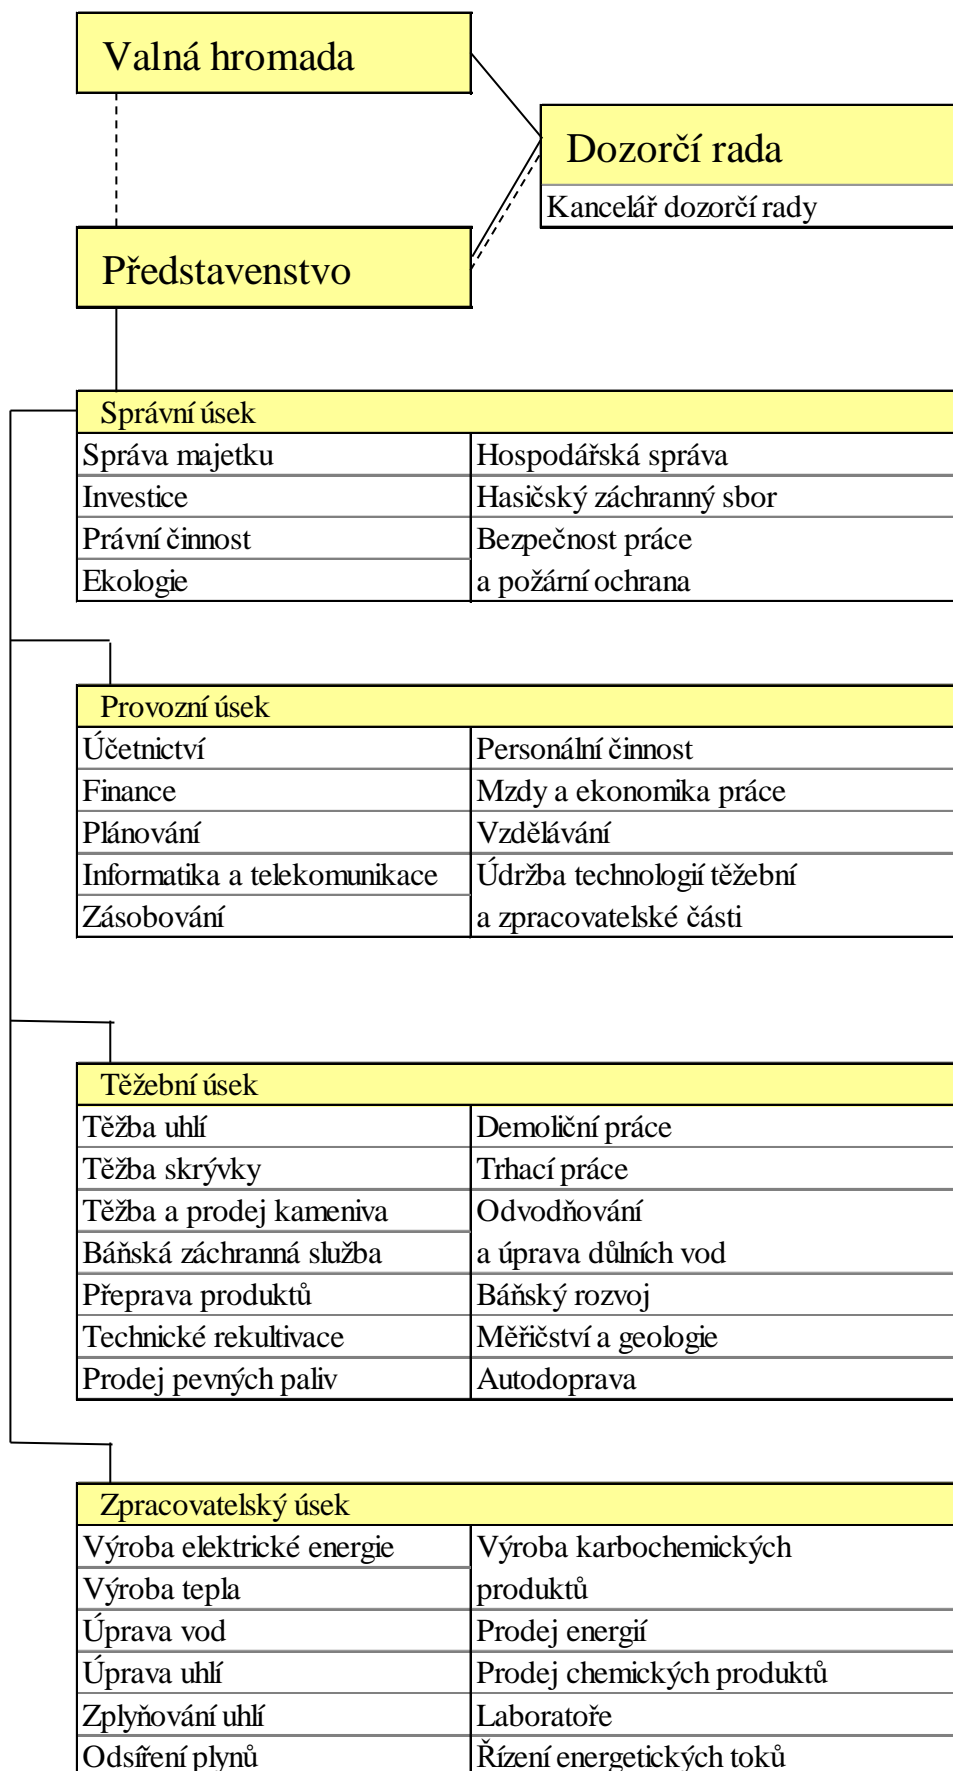 Valná hromada
Dozorčí rada
Kancelář dozorčí rady
Představenstvo
Správní úsek
Správa majetku
Hospodářská správa
Investice
Hasičský záchranný sbor
Právní činnost
Bezpečnost práce
Ekologie
a požární ochrana
Provozní úsek
Účetnictví
Personální činnost
Finance
Mzdy a ekonomika práce
Plánování
Vzdělávání
Informatika a telekomunikace
Údržba technologií těžební
Zásobování
a zpracovatelské části
Těžební úsek
Těžba uhlí
Demoliční práce
Těžba skrývky
Trhací práce
Těžba a prodej kameniva
Odvodňování
Báňská záchranná služba
a úprava důlních vod
Přeprava produktů
Báňský rozvoj
Technické rekultivace
Měřičství a geologie
Prodej pevných paliv
Autodoprava
Zpracovatelský úsek
Výroba elektrické energie
Výroba karbochemických
Výroba tepla
produktů
Úprava vod
Prodej energií
Úprava uhlí
Prodej chemických produktů
Zplyňování uhlí
Laboratoře
Odsíření plynů
Řízení energetických toků